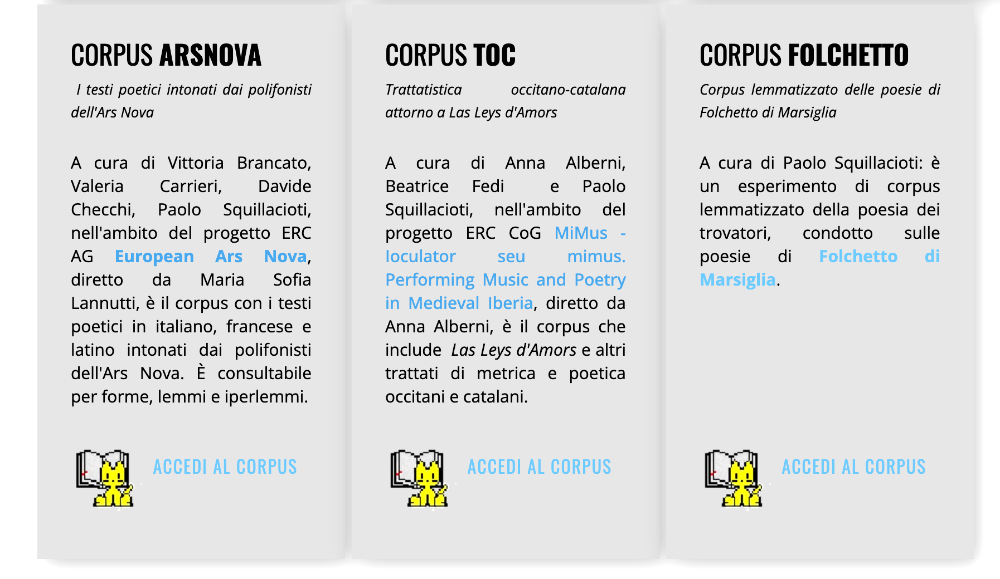 CORPUS ARSNOVA
I testi poetici intonati dai polifonisti
dell'Ars Nova
A cura di Vittoria Brancato,
Valeria Carrieri, Davide
Checchi, Paolo Squillacioti,
nell'ambito del progetto ERC
AG European Ars Nova,
diretto da Maria Sofia
Lannutti, è il corpus con i testi
poetici in italiano, francese e
latino intonati dai polifonisti
dell'Ars Nova. È consultabile
per forme, lemmi e iperlemmi.
ACCEDI AL CORPUS
CORPUS TOC
Trattatistica occitano-catalana
attorno a Las Leys d'Amors
A cura di Anna Alberni,
Beatrice Fedi e Paolo
Squillacioti, nell'ambito del
progetto ERC CoG MiMus -
Ioculator seu mimus.
Performing Music and Poetry
in Medieval Iberia, diretto da
Anna Alberni, è il corpus che
include Las Leys d'Amors e altri
trattati di metrica e poetica
occitani e catalani.
ACCEDI AL CORPUS
CORPUS FOLCHETTO
Corpus lemmatizzato delle poesie di
Folchetto di Marsiglia
A cura di Paolo Squillacioti: è
un esperimento di corpus
lemmatizzato della poesia dei
trovatori, condotto sulle
poesie di Folchetto di
Marsiglia.
ACCEDI AL CORPUS